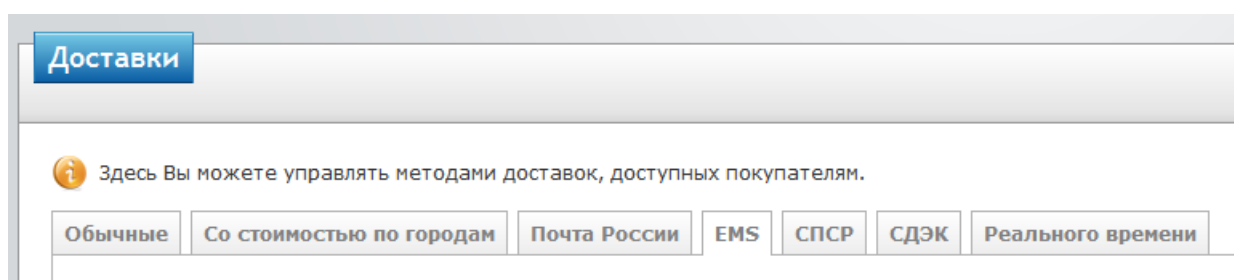 Доставки
Здесь Вы можете управлять методами доставок, доступных покупателям.
Обычные Со стоимостью по городам Почта России EMS СПСР СДЭК Реального времени